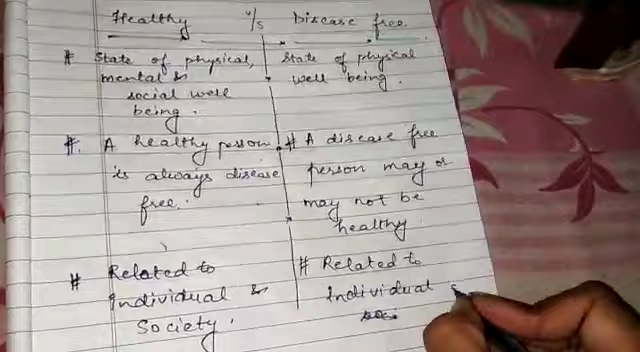 Healthy v/s Disease free.
# State of physical,
mental &
social well
being.
State of physical
well being.
#. A healthy person
is always disease
free.
# A disease free
person may or
may not be
healthy.
# Related to
individual &
Society.
# Related to
Individual